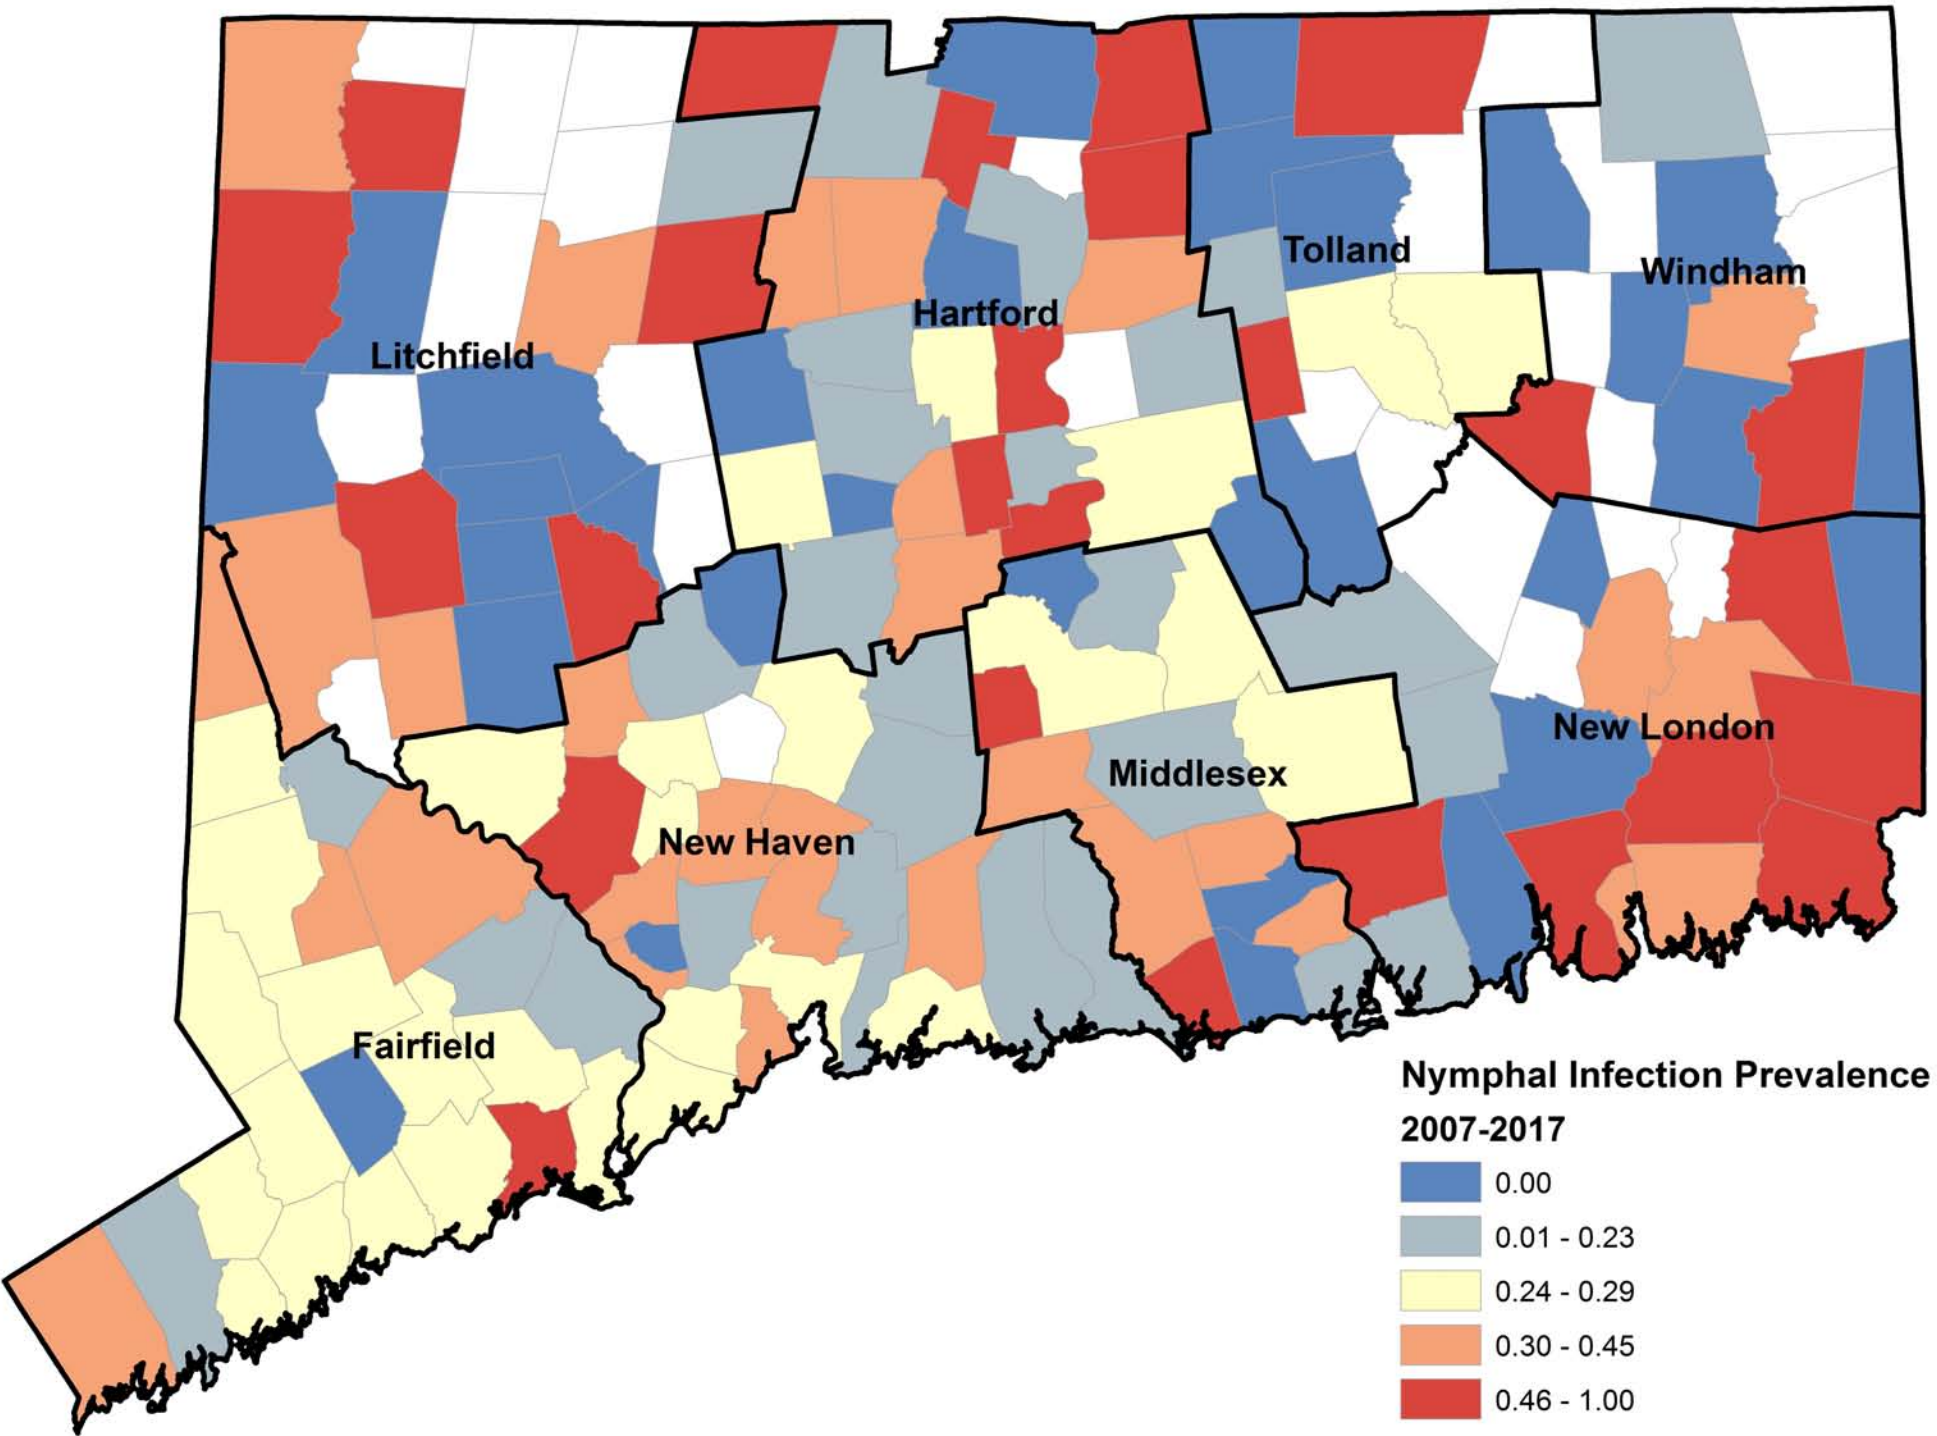 Tolland
Windham
Hartford
Litchfield
New London
Middlesex
New Haven
Fairfield
Nymphal Infection Prevalence
2007-2017
0.00
0.01 - 0.23
0.24 - 0.29
0.30 - 0.45
0.46 - 1.00